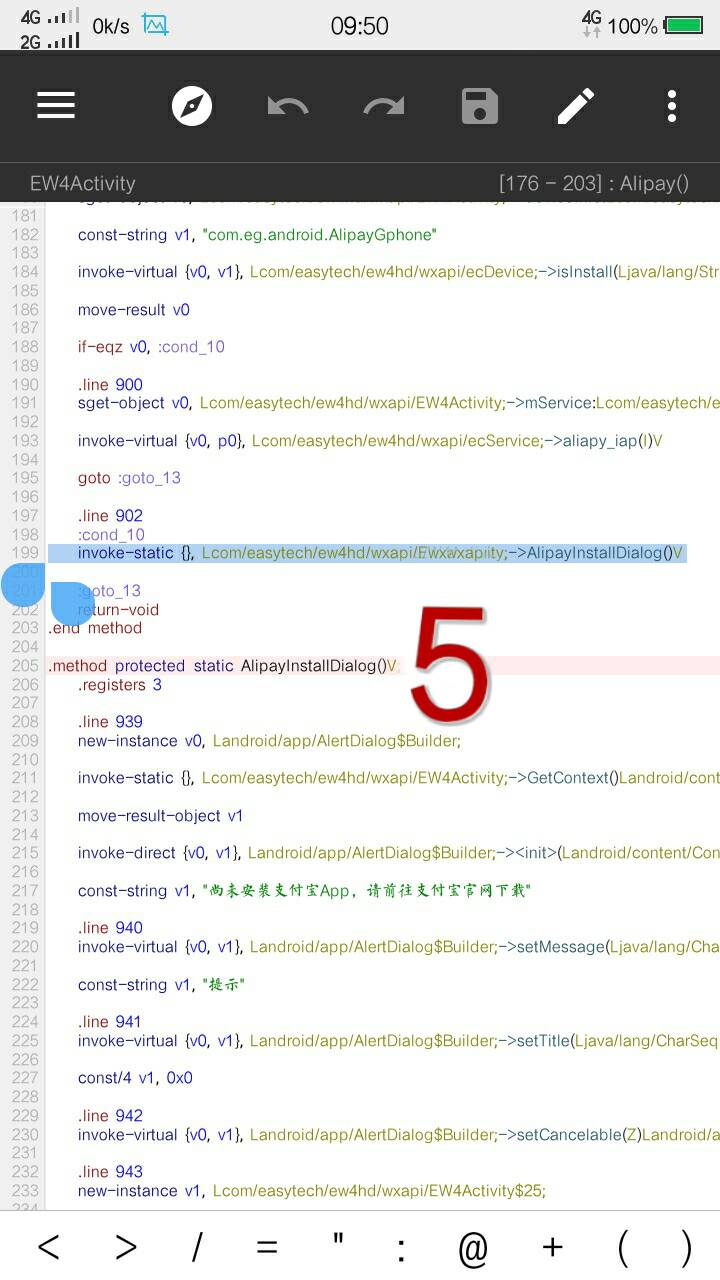 4G 0k/s 09:50 4G 100%
2G
EW4Activity [176 - 203] : Alipay()
181
182 const-string v1, "com.eg.android.AlipayGphone"
183
184 invoke-virtual {v0, v1}, Lcom/easytech/ew4hd/wxapi/ecDevice;->isInstall(Ljava/lang/Str
185
186 move-result v0
187
188 if-eqz v0, :cond_10
189
190 .line 900
191 sget-object v0, Lcom/easytech/ew4hd/wxapi/EW4Activity;->mService:Lcom/easytech/e
192
193 invoke-virtual {v0, p0}, Lcom/easytech/ew4hd/wxapi/ecService;->aliapy_iap(I)V
194
195 goto :goto_13
196
197 .line 902
198 :cond_10
199 invoke-static {}, Lcom/easytech/ew4hd/wxapi/;->AlipayInstallDialog()V
200
201 :goto_13
202 return-void
203 .end method
204
205 .method protected static AlipayInstallDialog()V
206 .registers 3
207
208 .line 939
209 new-instance v0, Landroid/app/AlertDialog$Builder;
210
211 invoke-static {}, Lcom/easytech/ew4hd/wxapi/EW4Activity;->GetContext()Landroid/cont
212
213 move-result-object v1
214
215 invoke-direct {v0, v1}, Landroid/app/AlertDialog$Builder;-><init>(Landroid/content/Con
216
217 const-string v1, "尚未安装支付宝App，请前往支付宝官网下载"
218
219 .line 940
220 invoke-virtual {v0, v1}, Landroid/app/AlertDialog$Builder;->setMessage(Ljava/lang/Cha
221
222 const-string v1, "提示"
223
224 .line 941
225 invoke-virtual {v0, v1}, Landroid/app/AlertDialog$Builder;->setTitle(Ljava/lang/CharSeq
226
227 const/4 v1, 0x0
228
229 .line 942
230 invoke-virtual {v0, v1}, Landroid/app/AlertDialog$Builder;->setCancelable(Z)Landroid/a
231
232 .line 943
233 new-instance v1, Lcom/easytech/ew4hd/wxapi/EW4Activity$25;
234
5
< > / = " : @ + ( )